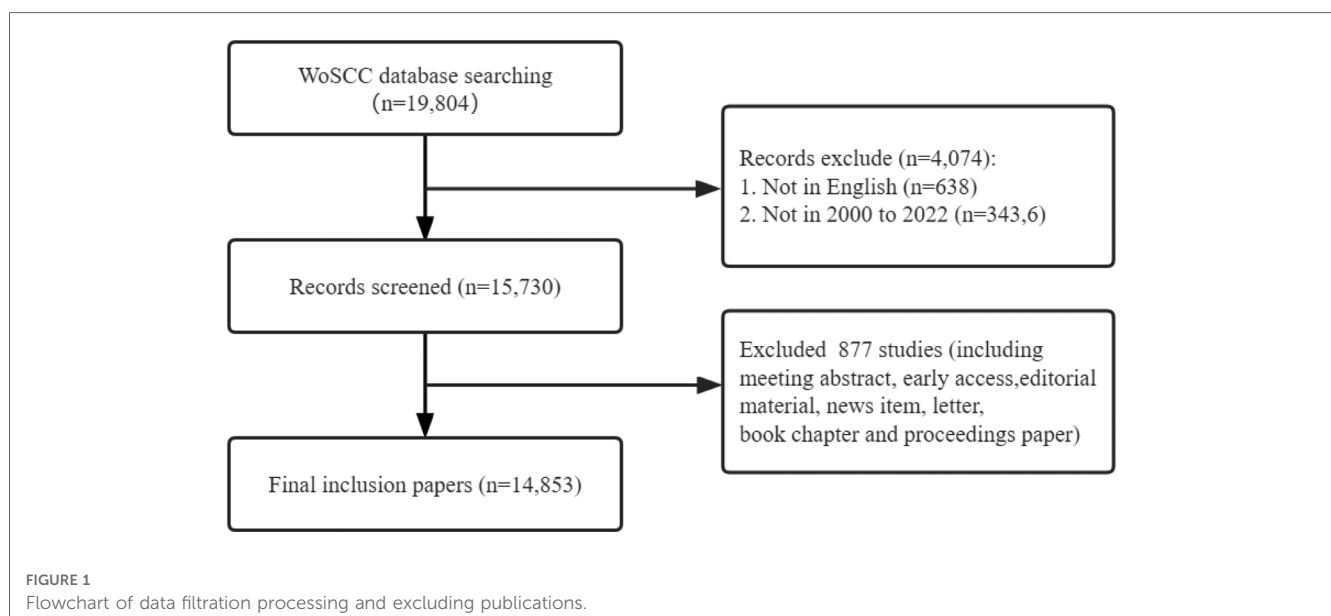 WoSCC database searching
(n=19,804)
Records exclude (n=4,074):
1. Not in English (n=638)
2. Not in 2000 to 2022 (n=343,6)
Records screened (n=15,730)
Excluded 877 studies (including
meeting abstract, early access,editorial
material, news item, letter,
book chapter and proceedings paper)
Final inclusion papers (n=14,853)
FIGURE 1
Flowchart of data filtration processing and excluding publications.